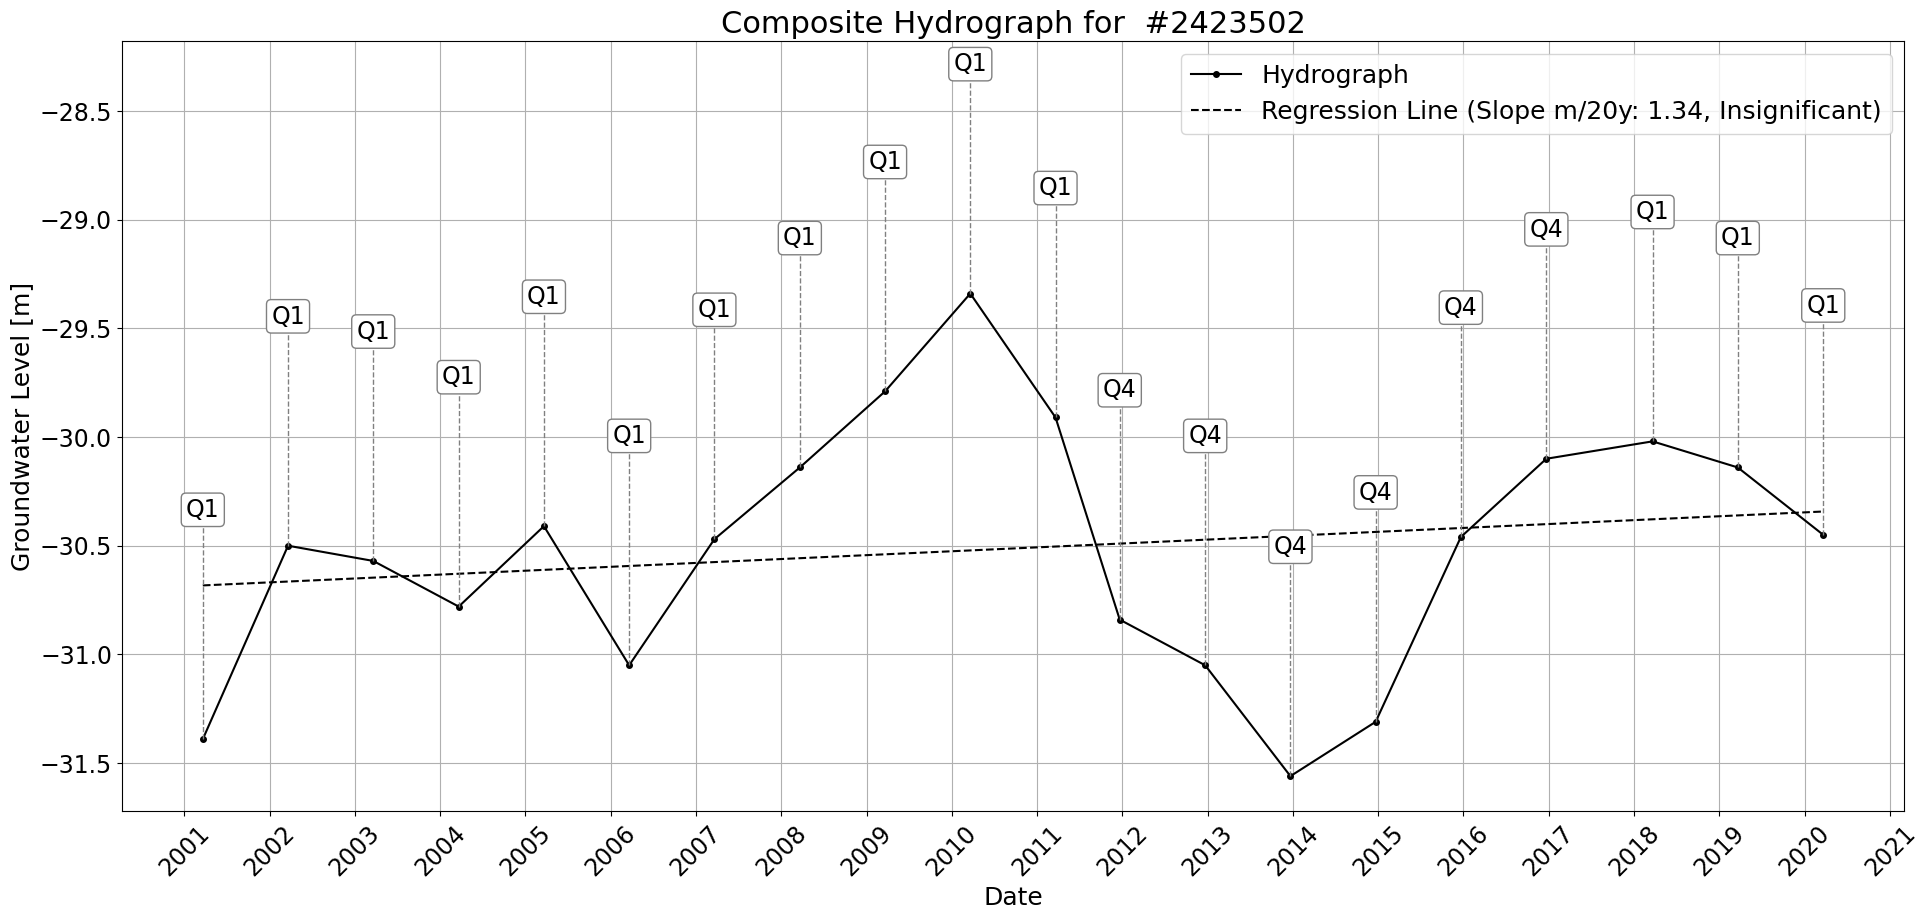 Composite Hydrograph for  #2423502
Hydrograph
Regression Line (Slope m/20y: 1.34, Insignificant)
Groundwater Level [m]
−28.5
−29.0
−29.5
−30.0
−30.5
−31.0
−31.5
Q1
Q1
Q1
Q1
Q1
Q1
Q1
Q1
Q1
Q1
Q1
Q4
Q4
Q4
Q4
Q4
Q4
Q1
Q1
Q1
2001
2002
2003
2004
2005
2006
2007
2008
2009
2010
2011
2012
2013
2014
2015
2016
2017
2018
2019
2020
2021
Date